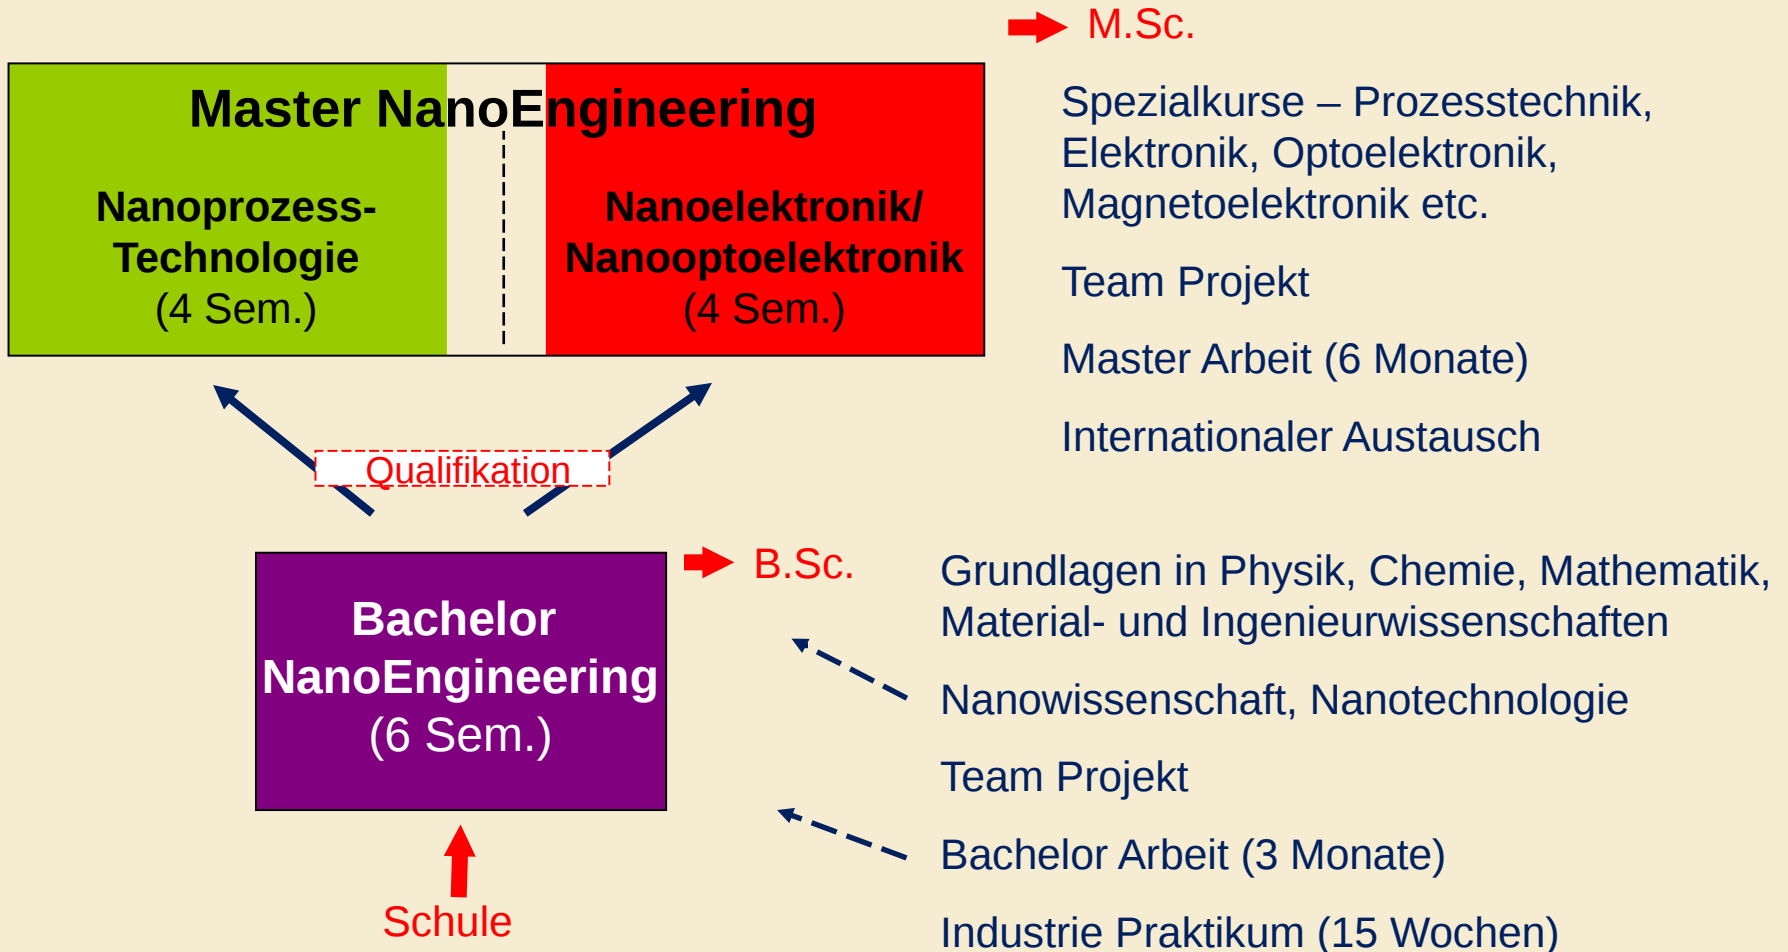 M.Sc.
Master NanoEngineering
Nanoprozess-
Technologie
(4 Sem.)
Nanoelektronik/
Nanooptoelektronik
(4 Sem.)
Spezialkurse – Prozesstechnik,
Elektronik, Optoelektronik,
Magnetoelektronik etc.
Team Projekt
Master Arbeit (6 Monate)
Internationaler Austausch
Qualifikation
Bachelor
NanoEngineering
(6 Sem.)
B.Sc.
Grundlagen in Physik, Chemie, Mathematik,
Material- und Ingenieurwissenschaften
Nanowissenschaft, Nanotechnologie
Team Projekt
Bachelor Arbeit (3 Monate)
Industrie Praktikum (15 Wochen)
Schule